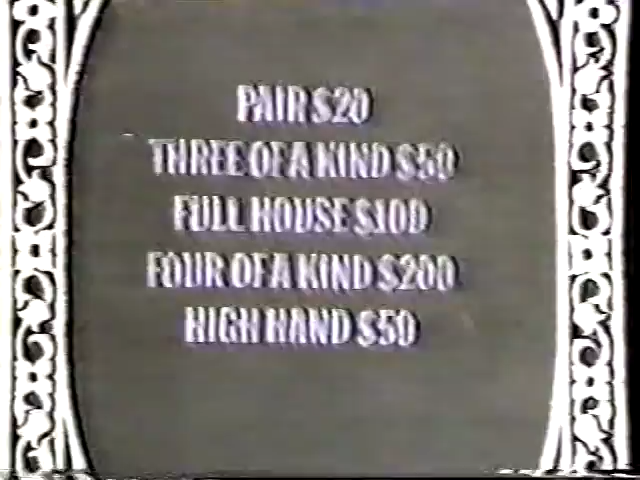 PAIR $20
THREE OF A KIND $50
FULL HOUSE $100
FOUR OF A KIND $200
HIGH HAND $50